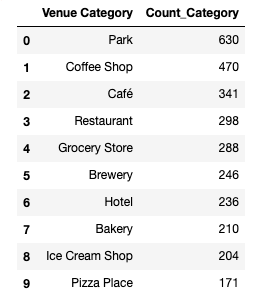 Venue Category Count_Category
0 Park 630
1 Coffee Shop 470
2 Café 341
3 Restaurant 298
4 Grocery Store 288
5 Brewery 246
6 Hotel 236
7 Bakery 210
8 Ice Cream Shop 204
9 Pizza Place 171